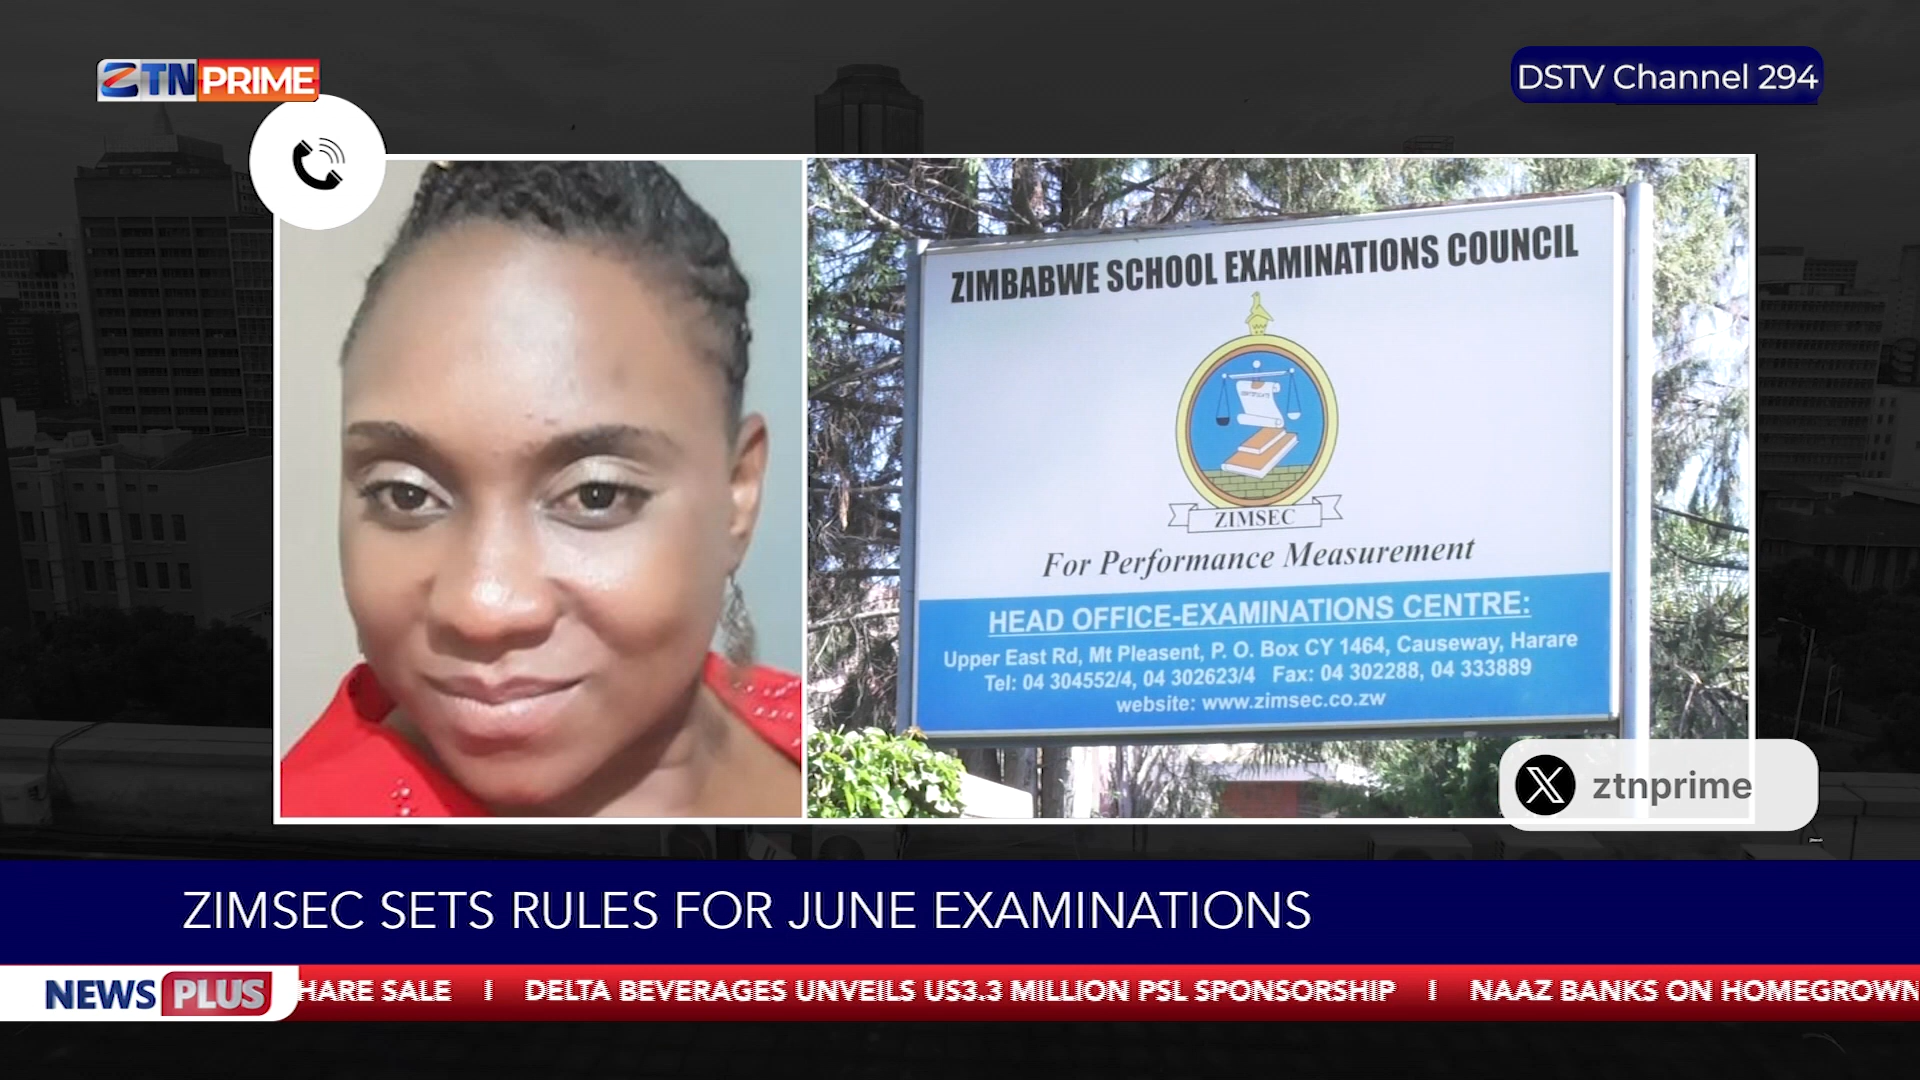 ZTN PRIME
DSTV Channel 294
ZIMBABWE SCHOOL EXAMINATIONS COUNCIL
ZIMSEC
For Performance Measurement
HEAD OFFICE-EXAMINATIONS CENTRE:
Upper East Rd, Mt Pleasent, P. O. Box CY 1464, Causeway, Harare
Tel: 04 304552/4, 04 302623/4 Fax: 04 302288, 04 333889
website: www.zimsec.co.zw
ztnprime
ZIMSEC SETS RULES FOR JUNE EXAMINATIONS
NEWS PLUS
HARE SALE | DELTA BEVERAGES UNVEILS US3.3 MILLION PSL SPONSORSHIP | NAAZ BANKS ON HOMEGROWN